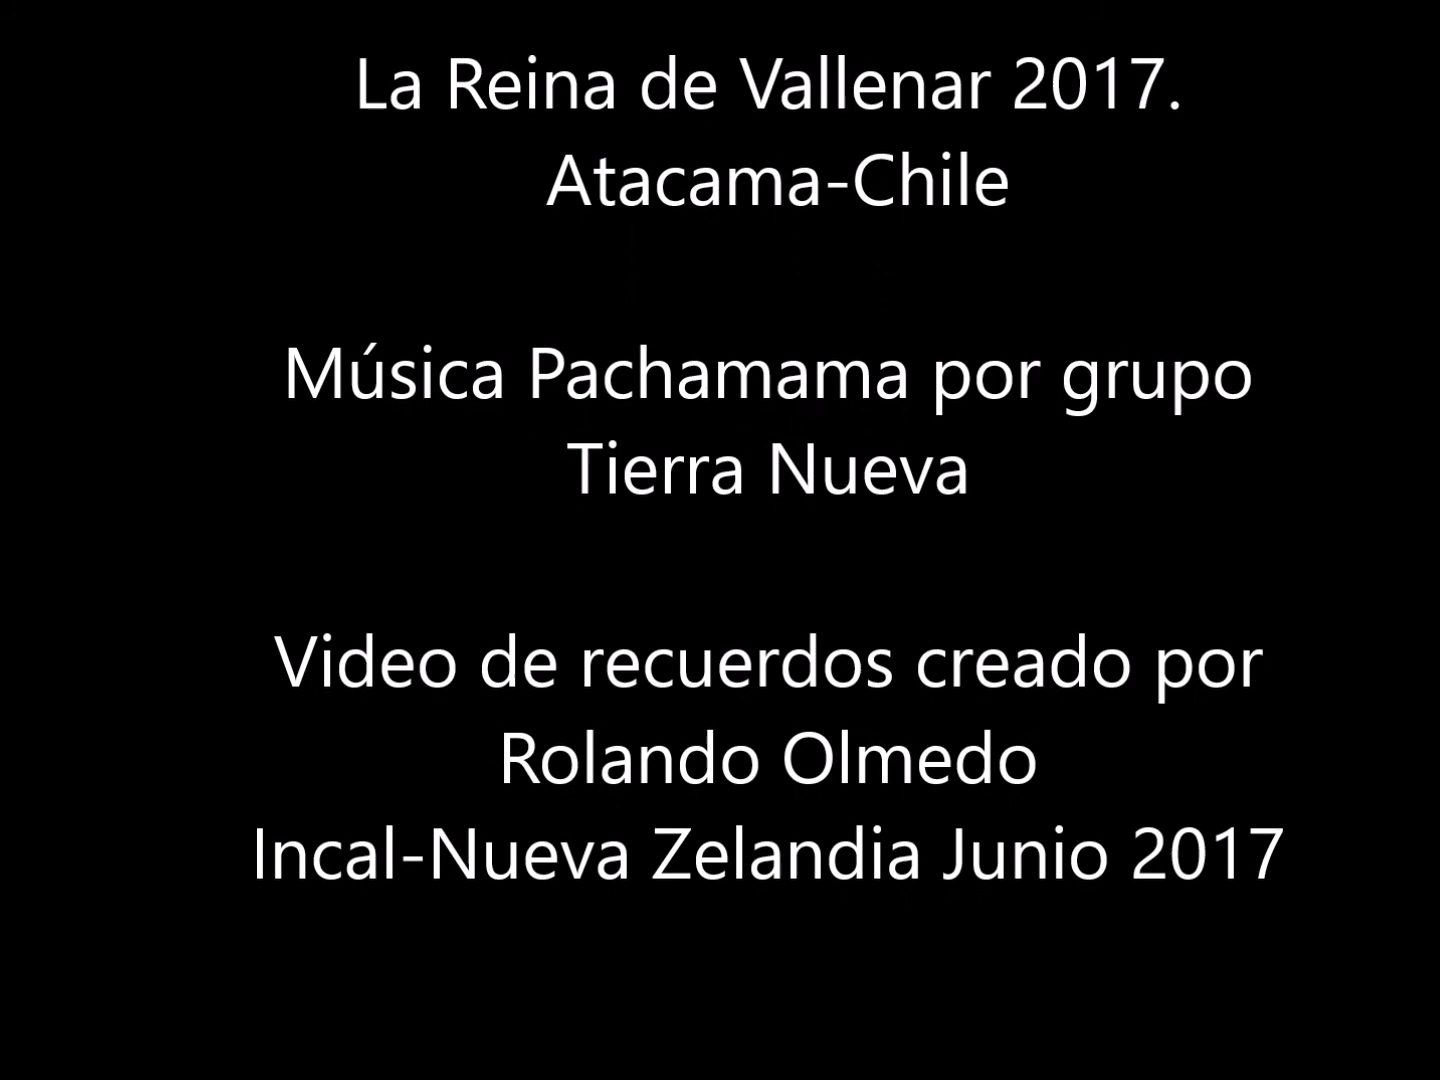 La Reina de Vallenar 2017.
Atacama-Chile
Música Pachamama por grupo
Tierra Nueva
Video de recuerdos creado por
Rolando Olmedo
Incal-Nueva Zelandia Junio 2017